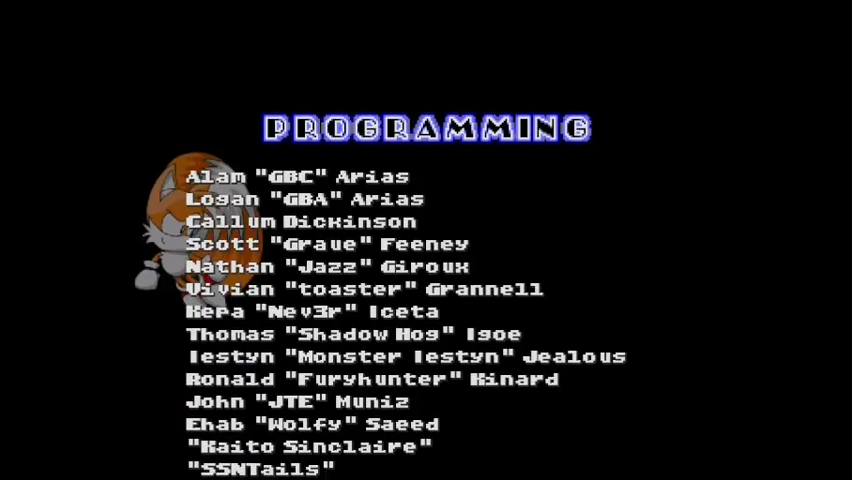 PROGRAMMING
Alam "GBC" Arias
Logan "GBA" Arias
Callum Dickinson
Scott "Graue" Feeney
Nathan "Jazz" Giroux
Vivian "toaster" Grannell
Kepa "Nev3r" Iceta
Thomas "Shadow Hog" Igoe
Iestyn "Monster Iestyn" Jealous
Ronald "Furyhunter" Kinard
John "JTE" Muniz
Ehab "Wolfy" Saeed
"Kaito Sinclaire"
"SSNTails"